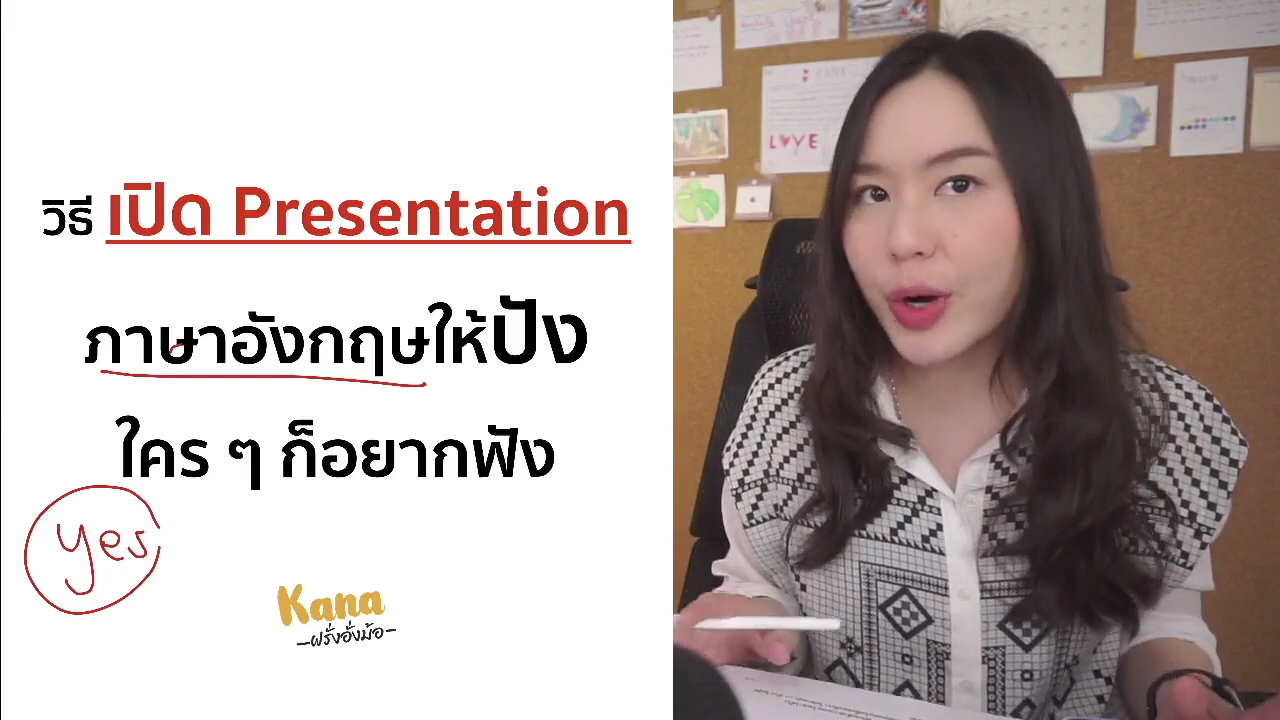 วิธี เปิด Presentation
ภาษาอังกฤษให้ปัง
ใคร ๆ ก็อยากฟัง
yes
Kana
—ฝรั่งอั่งม้อ—
LOVE